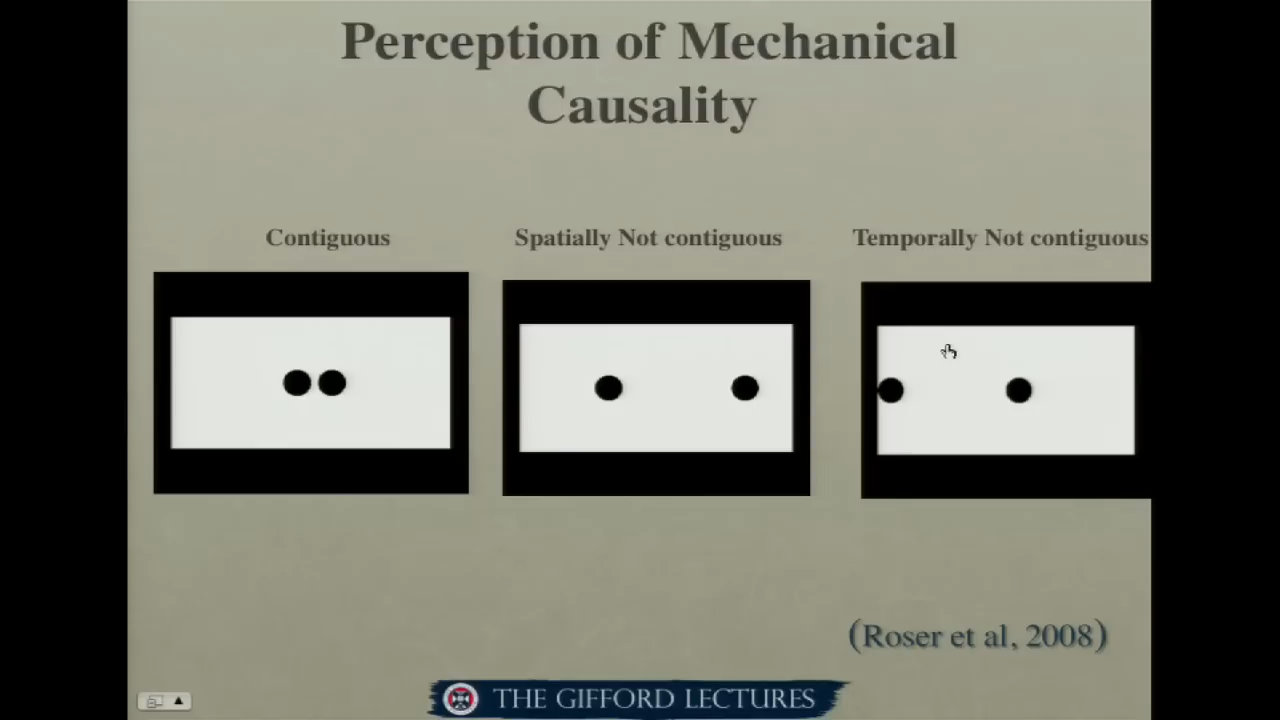 Perception of Mechanical
Causality
Contiguous
Spatially Not contiguous
Temporally Not contiguous
(Roser et al, 2008)
THE GIFFORD LECTURES